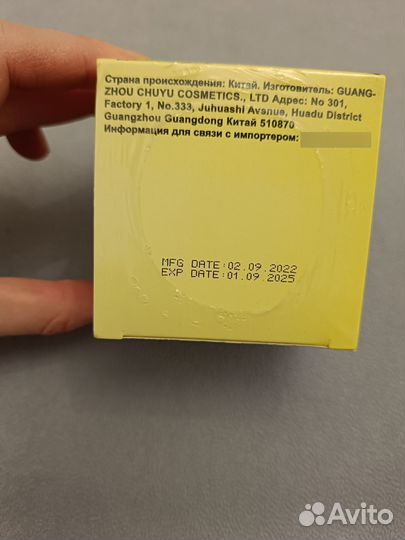 Страна происхождения: Китай. Изготовитель: GUANG-
ZHOU CHUYU COSMETICS., LTD Адрес: No 301,
Factory 1, No.333, Juhuashi Avsnue, Huadu District
Guangzhou Guangdong Китай 510870
Информация для связи с импортером:
MFG DATE:02.09.2022
EXP DATE:01.09.2025
Avito